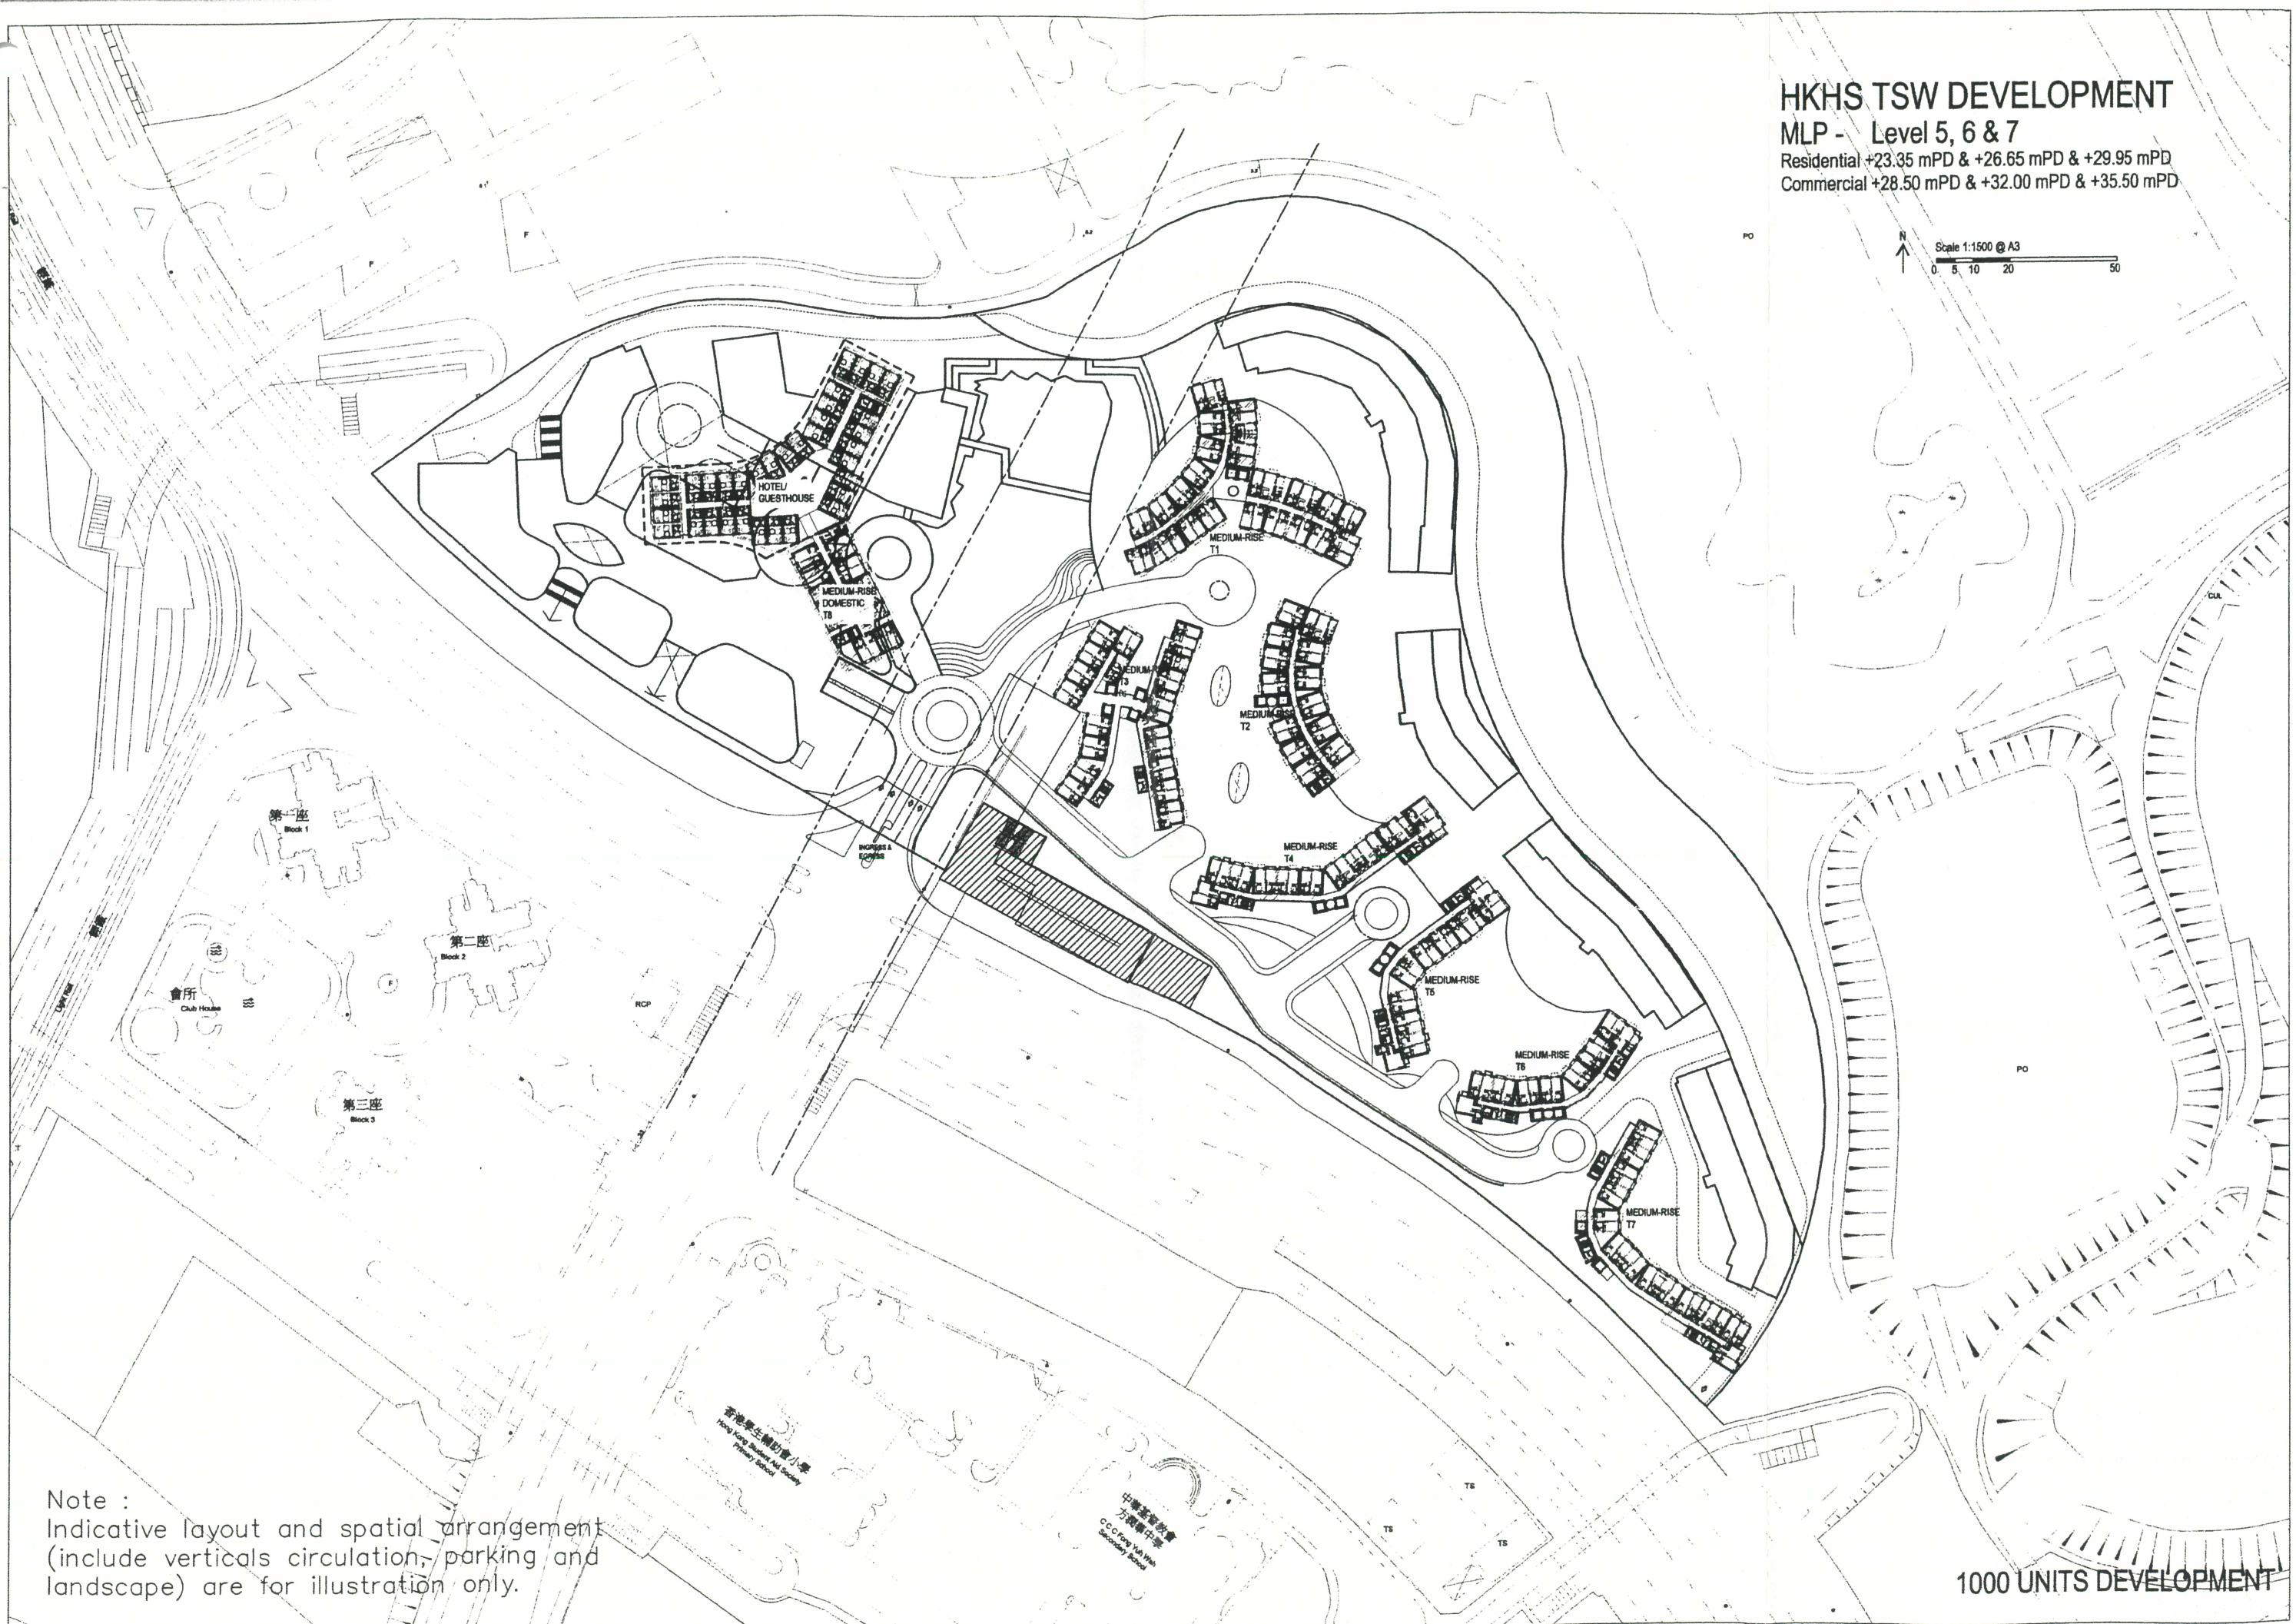 HKHS TSW DEVELOPMENT
MLP - Level 5, 6 & 7
Residential +23.35 mPD & +26.65 mPD & +29.95 mPD
Commercial +28.50 mPD & +32.00 mPD & +35.50 mPD
N
Scale 1:1500 @ A3
0 5 10 20 50
PO
F
P
5.2
HOTEL/
GUESTHOUSE
MEDIUM-RISE
T1
MEDIUM-RISE
DOMESTIC
T8
CUL
T3
MEDIUM-RISE
T2
MEDIUM-RISE
T4
INGRESS &
EGRESS
第一座
Block 1
第二座
Block 2
會所
Club House
F
RCP
Light Rail
第三座
Block 3
MEDIUM-RISE
T5
MEDIUM-RISE
T6
MEDIUM-RISE
T7
PO
香港學生輔助會小學
Hong Kong Student Aid Society
Primary School
中華基督教會
方潤華中學
C C C Fong Yun Wah
Secondary School
TS
TS
TS
Note :
Indicative layout and spatial arrangement
(include verticals circulation, parking and
landscape) are for illustration only.
1000 UNITS DEVELOPMENT